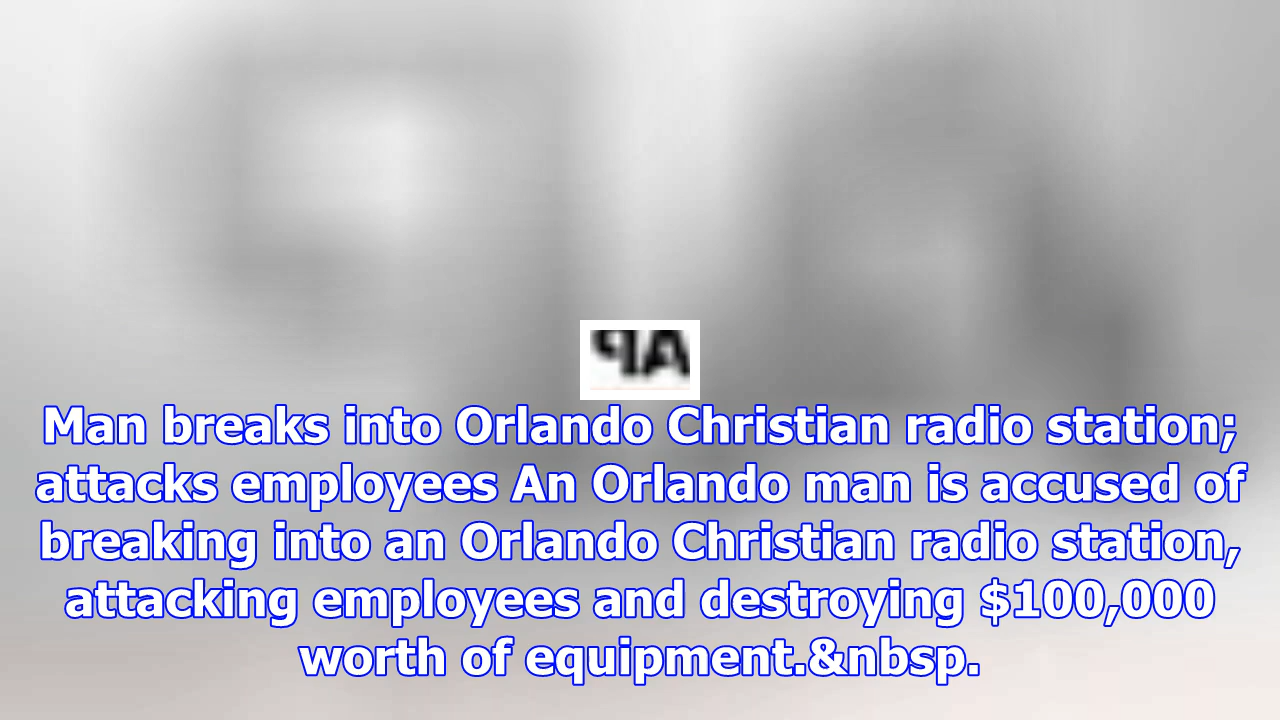 AP
Man breaks into Orlando Christian radio station;
attacks employees An Orlando man is accused of
breaking into an Orlando Christian radio station,
attacking employees and destroying $100,000
worth of equipment.&nbsp.